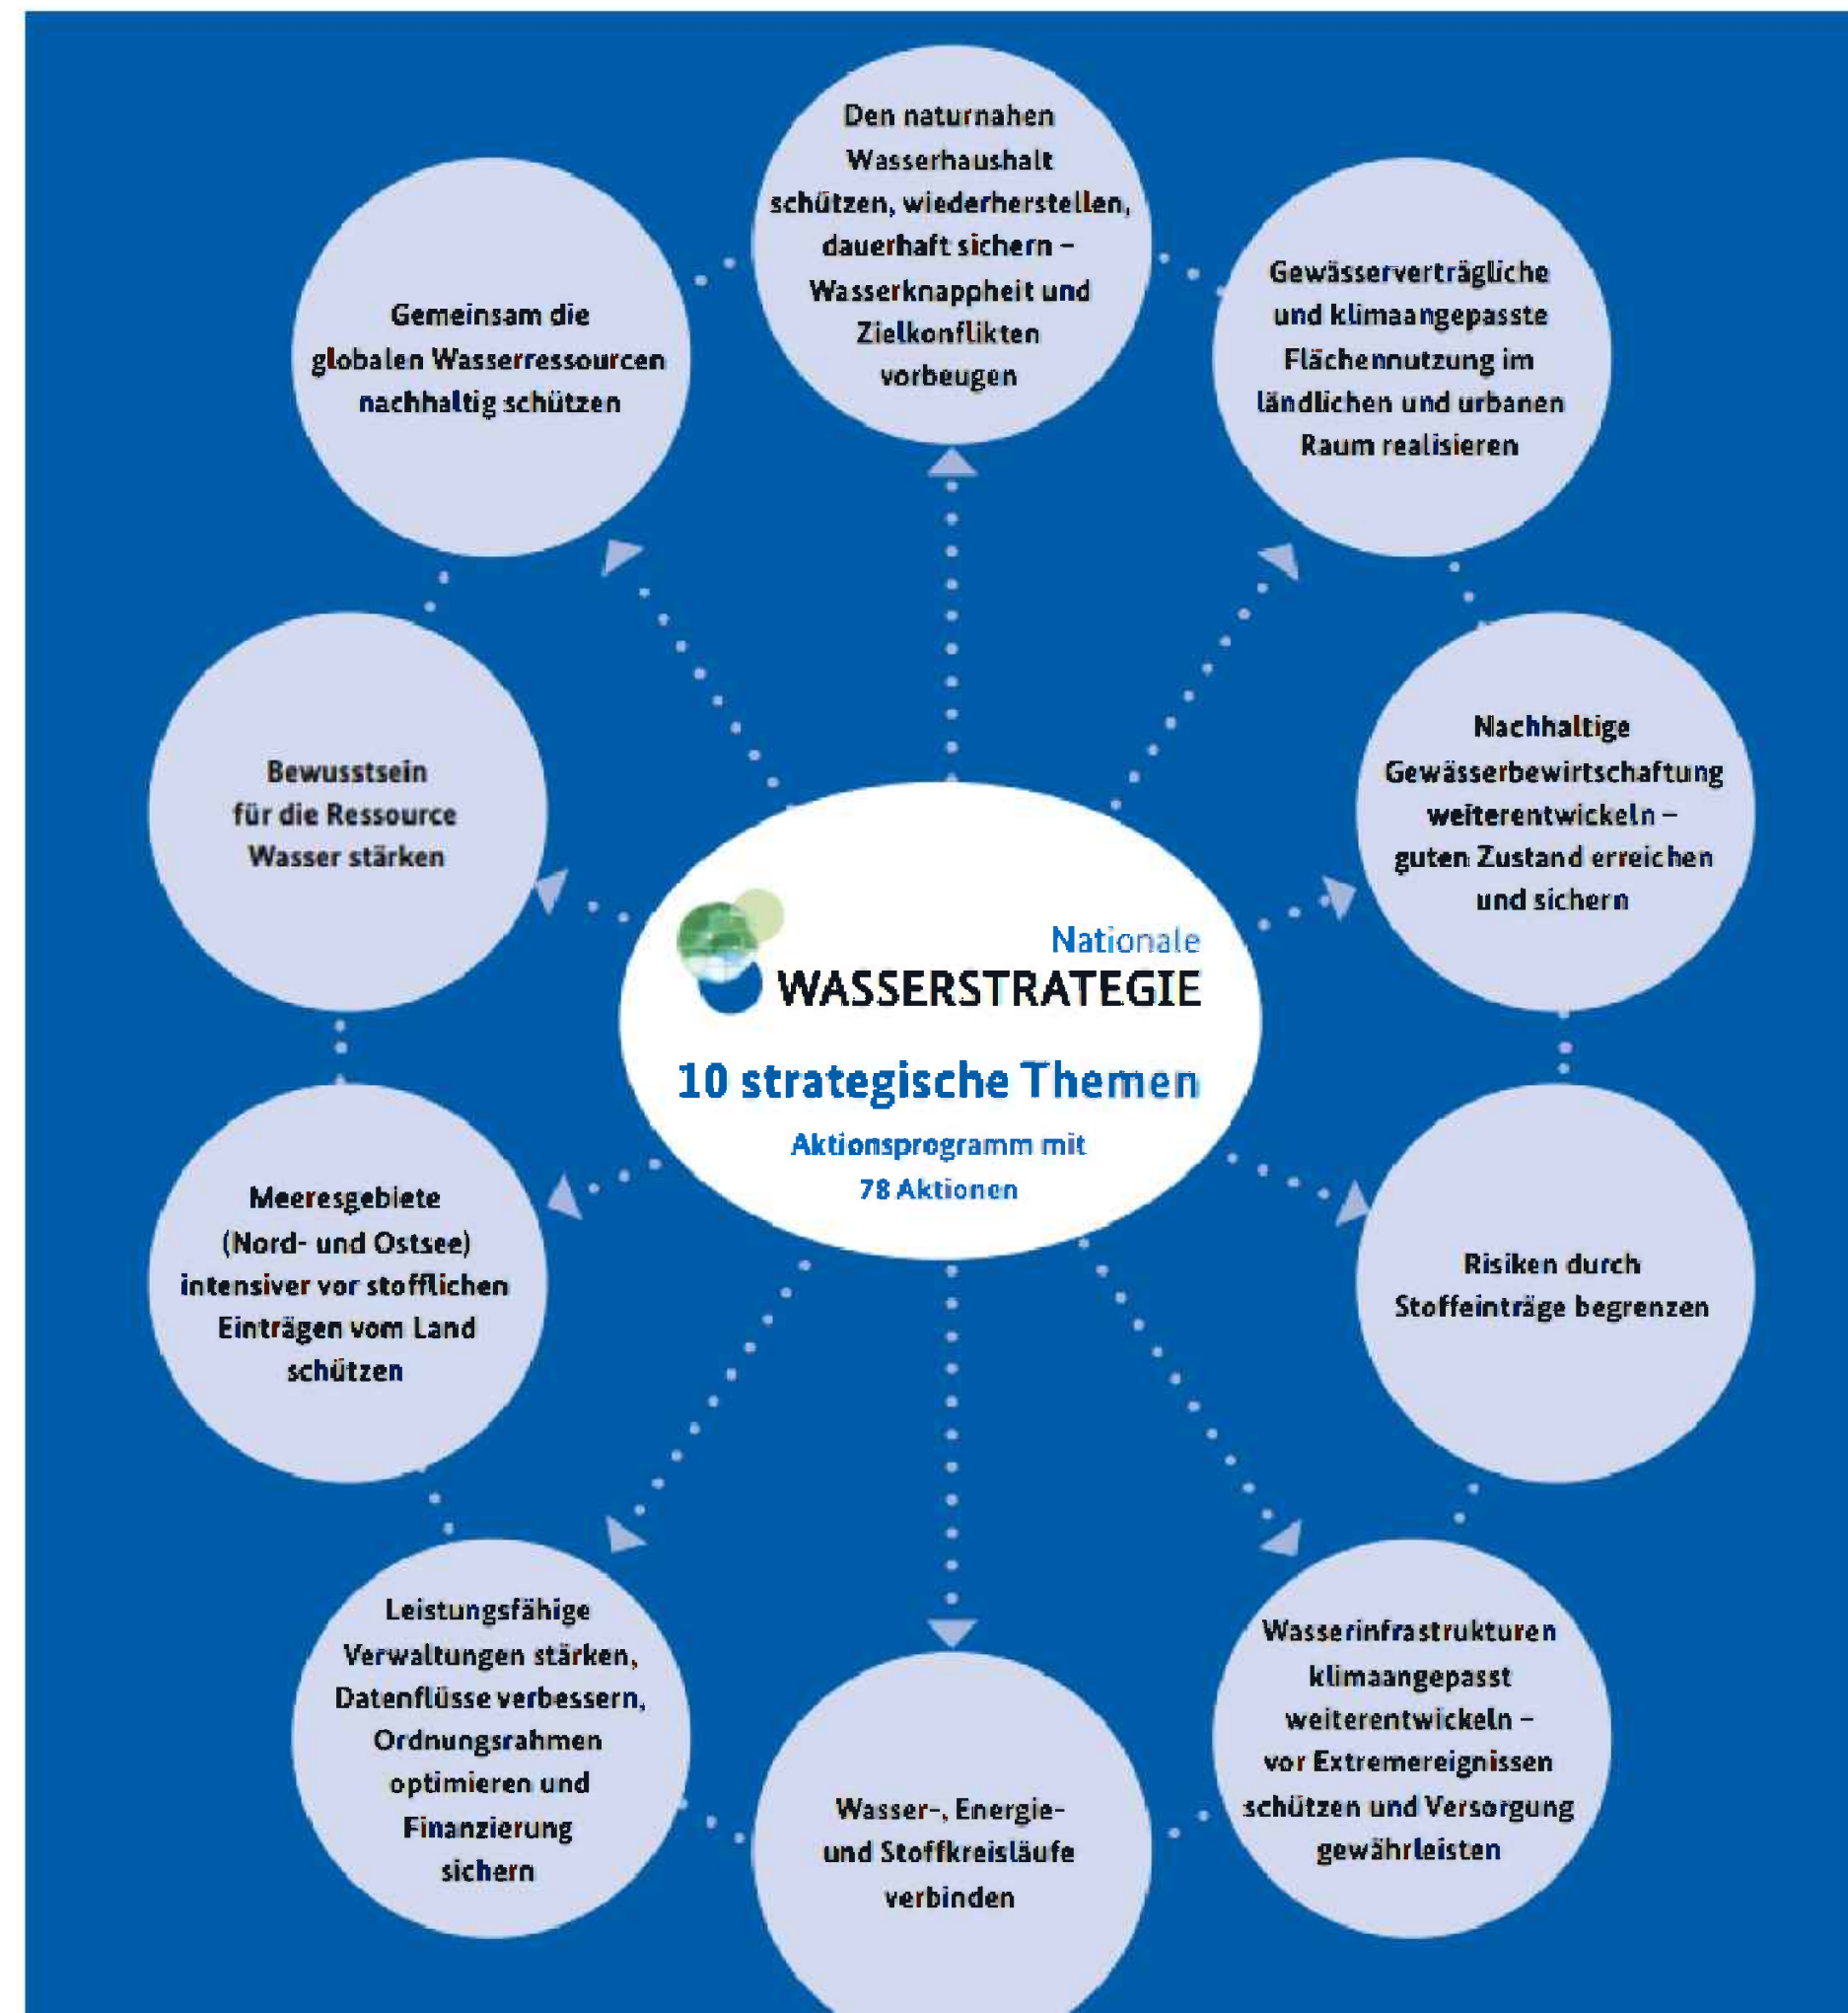 Den naturnahen
Wasserhaushalt
schützen, wiederherstellen,
dauerhaft sichern –
Wasserknappheit und
Zielkonflikten
vorbeugen
Gewässerverträgliche
und klimaangepasste
Flächennutzung im
ländlichen und urbanen
Raum realisieren
Nachhaltige
Gewässerbewirtschaftung
weiterentwickeln –
guten Zustand erreichen
und sichern
Risiken durch
Stoffeinträge begrenzen
Wasserinfrastrukturen
klimaangepasst
weiterentwickeln –
vor Extremereignissen
schützen und Versorgung
gewährleisten
Wasser-, Energie-
und Stoffkreisläufe
verbinden
Leistungsfähige
Verwaltungen stärken,
Datenflüsse verbessern,
Ordnungsrahmen
optimieren und
Finanzierung
sichern
Meeresgebiete
(Nord- und Ostsee)
intensiver vor stofflichen
Einträgen vom Land
schützen
Bewusstsein
für die Ressource
Wasser stärken
Gemeinsam die
globalen Wasserressourcen
nachhaltig schützen
Nationale
WASSERSTRATEGIE
10 strategische Themen
Aktionsprogramm mit
78 Aktionen